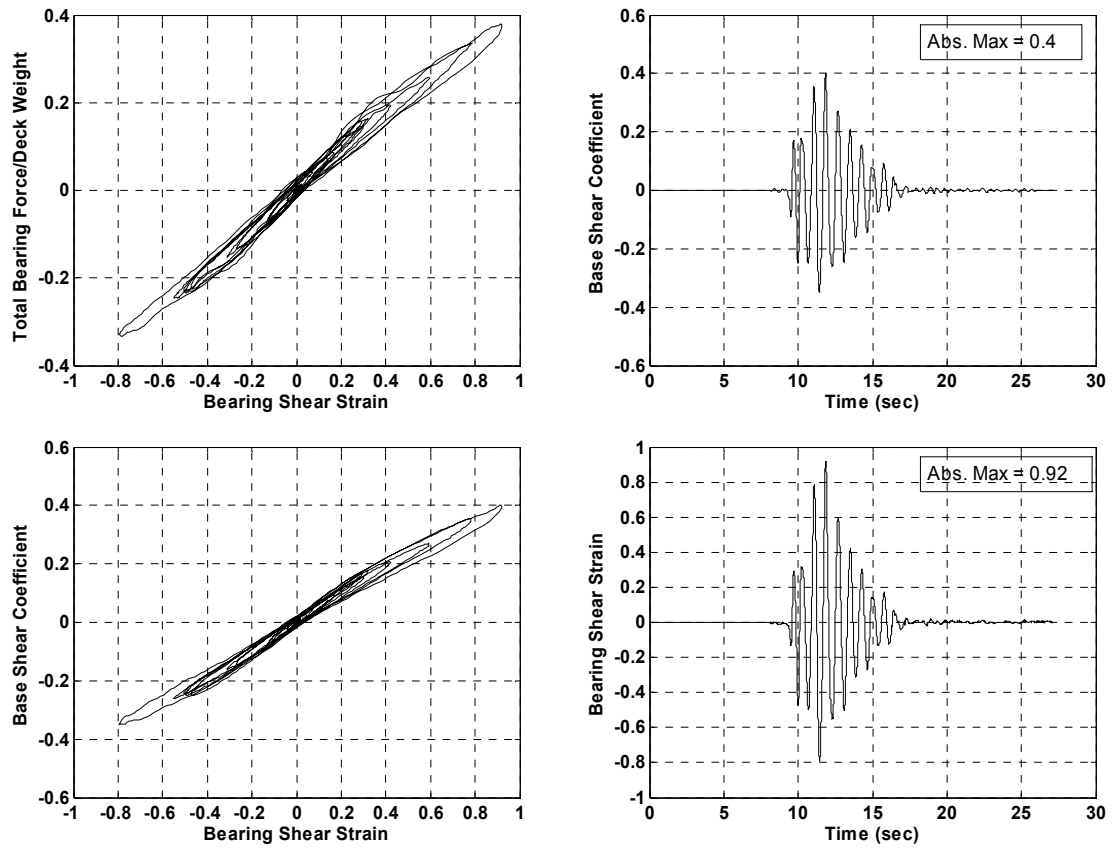 Total Bearing Force/Deck Weight
0.4
0.2
0
-0.2
-0.4
-1 -0.8 -0.6 -0.4 -0.2 0 0.2 0.4 0.6 0.8 1
Bearing Shear Strain
Base Shear Coefficient
0.6
0.4
0.2
0
-0.2
-0.4
-0.6
Abs. Max = 0.4
0 5 10 15 20 25 30
Time (sec)
Base Shear Coefficient
0.6
0.4
0.2
0
-0.2
-0.4
-0.6
-1 -0.8 -0.6 -0.4 -0.2 0 0.2 0.4 0.6 0.8 1
Bearing Shear Strain
Bearing Shear Strain
1
0.8
0.6
0.4
0.2
0
-0.2
-0.4
-0.6
-0.8
-1
Abs. Max = 0.92
0 5 10 15 20 25 30
Time (sec)